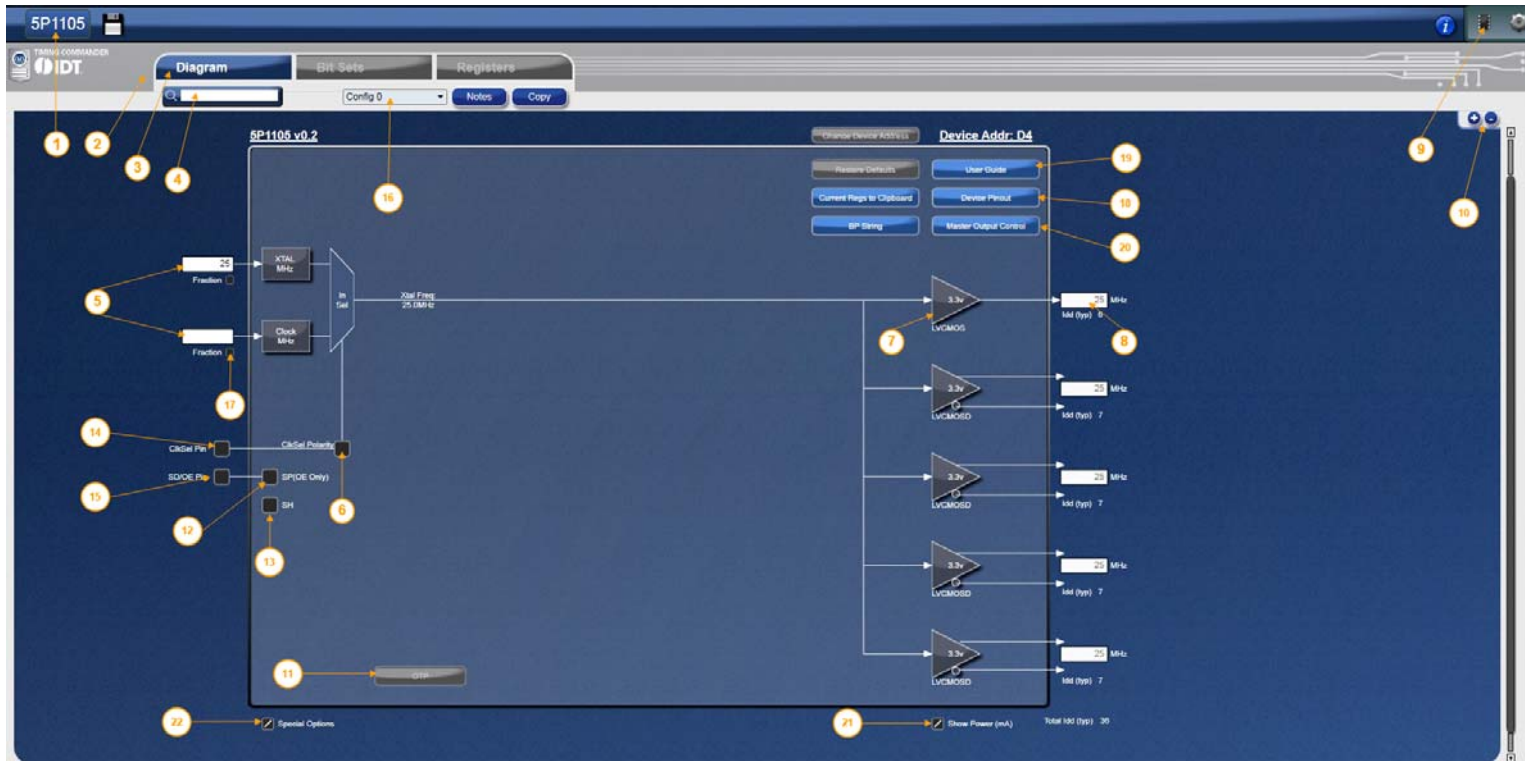 5P1105
TIMING COMMANDER
IDT
Diagram
Bit Sets
Registers
Config 0
Notes
Copy
1
2
3
4
16
9
10
5P1105 v0.2
Change Device Address
Device Addr: D4
Restore Defaults
User Guide
19
Current Regs to Clipboard
Device Pinout
18
BP String
Master Output Control
20
25
XTAL
MHz
Fraction
5
In
Sel
Xtal Freq:
25.0MHz
3.3v
25 MHz
LVCMOS
Idd (typ) 6
Clock
MHz
Fraction
7
8
17
3.3v
25 MHz
LVCMOSD
Idd (typ) 7
14
ClkSel Pin
ClkSel Polarity
SD/OE Pin
SP(OE Only)
3.3v
25 MHz
15
SH
6
LVCMOSD
Idd (typ) 7
12
13
3.3v
25 MHz
LVCMOSD
Idd (typ) 7
3.3v
25 MHz
11
OTP
LVCMOSD
Idd (typ) 7
22
Special Options
21
Show Power (mA)
Total Idd (typ) 36